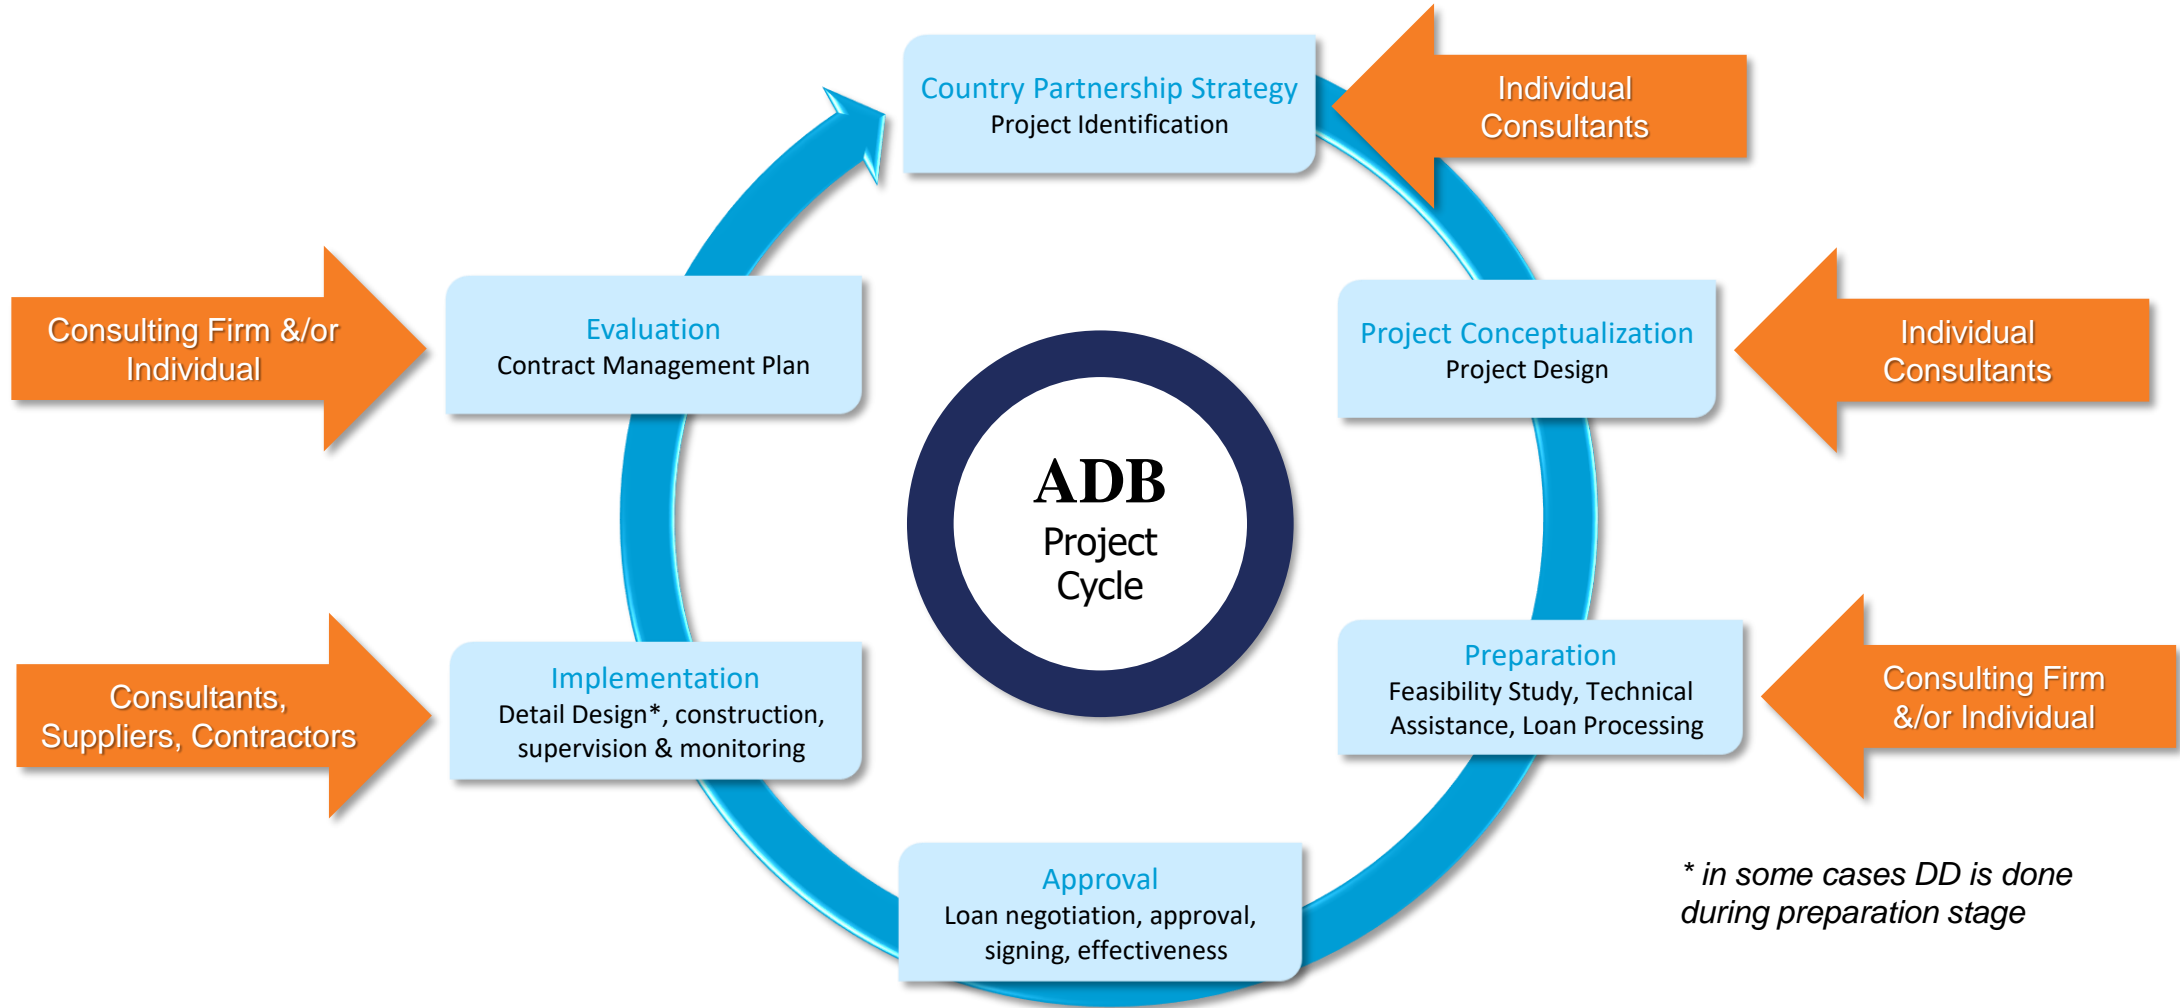 Country Partnership Strategy
Project Identification
Individual
Consultants
Project Conceptualization
Project Design
Individual
Consultants
Preparation
Feasibility Study, Technical
Assistance, Loan Processing
Consulting Firm
&/or Individual
Approval
Loan negotiation, approval,
signing, effectiveness
Implementation
Detail Design*, construction,
supervision & monitoring
Consultants,
Suppliers, Contractors
Evaluation
Contract Management Plan
Consulting Firm &/or
Individual
ADB
Project
Cycle
* in some cases DD is done
during preparation stage